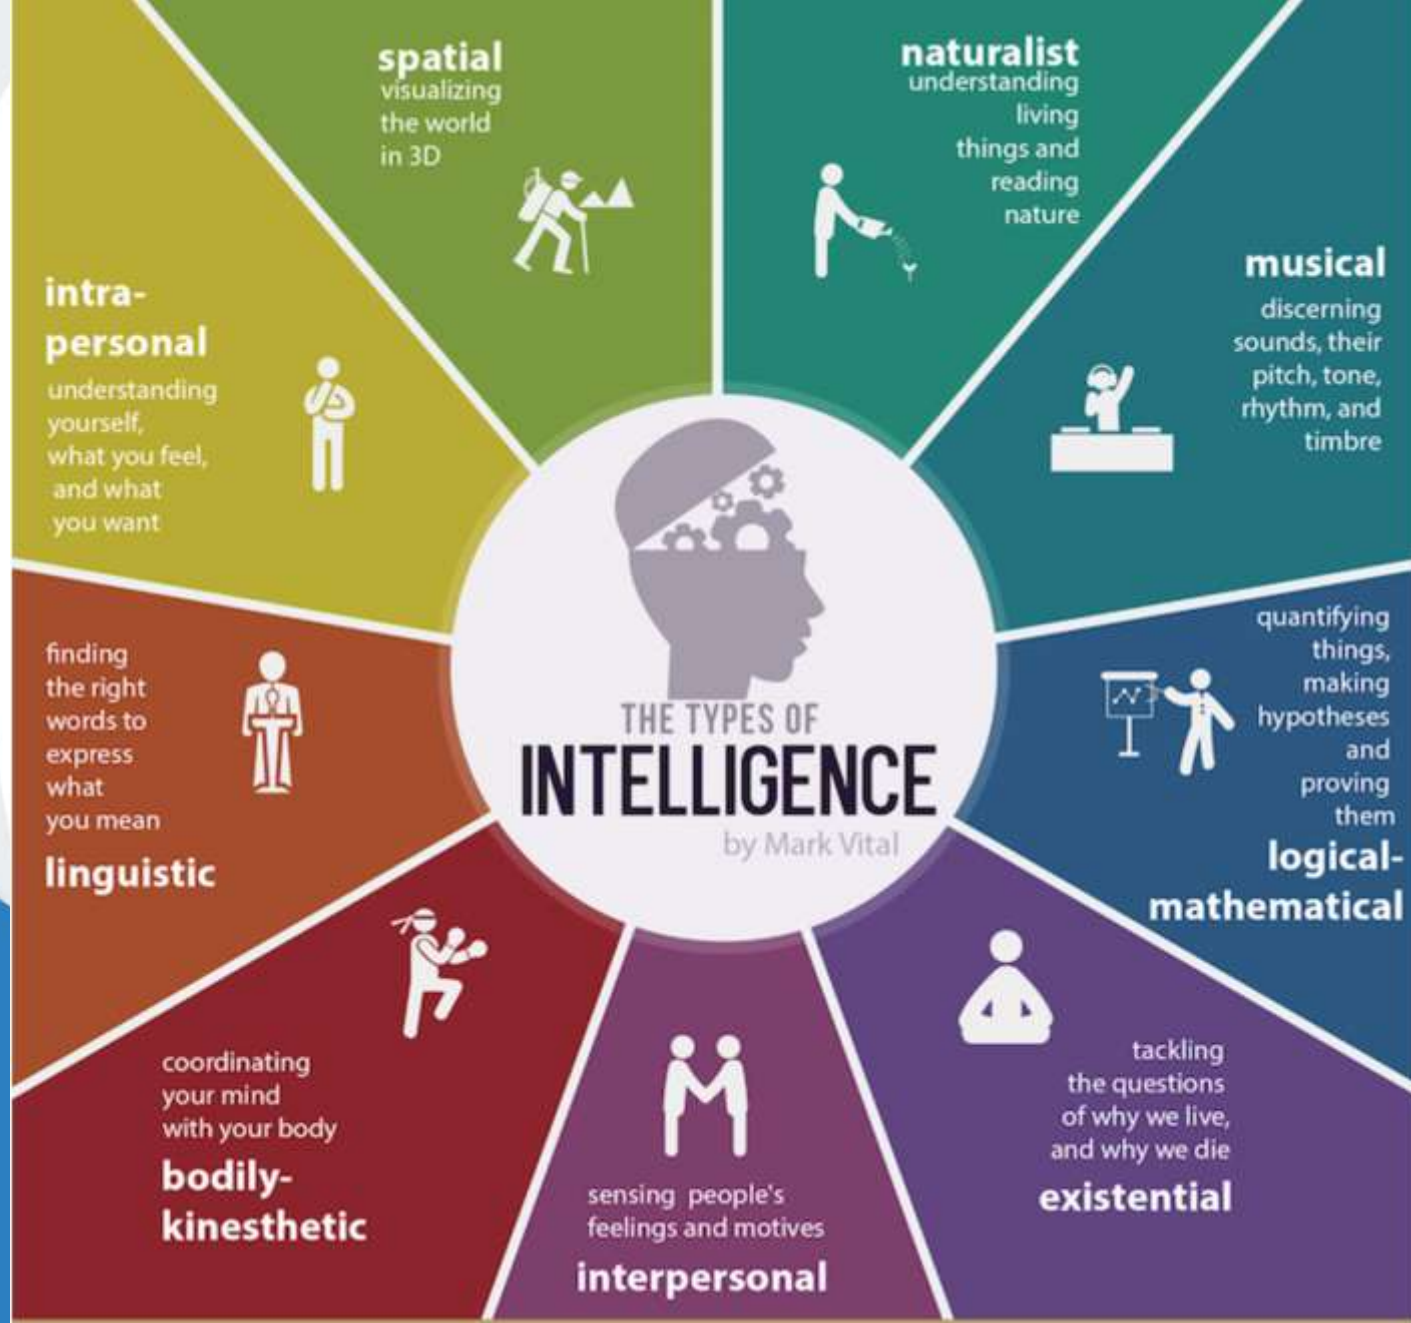 spatial
visualizing
the world
in 3D
naturalist
understanding
living
things and
reading
nature
musical
discerning
sounds, their
pitch, tone,
rhythm, and
timbre
quantifying
things,
making
hypotheses
and
proving
them
logical-
mathematical
tackling
the questions
of why we live,
and why we die
existential
sensing people's
feelings and motives
interpersonal
coordinating
your mind
with your body
bodily-
kinesthetic
finding
the right
words to
express
what
you mean
linguistic
intra-
personal
understanding
yourself,
what you feel,
and what
you want
THE TYPES OF
INTELLIGENCE
by Mark Vital